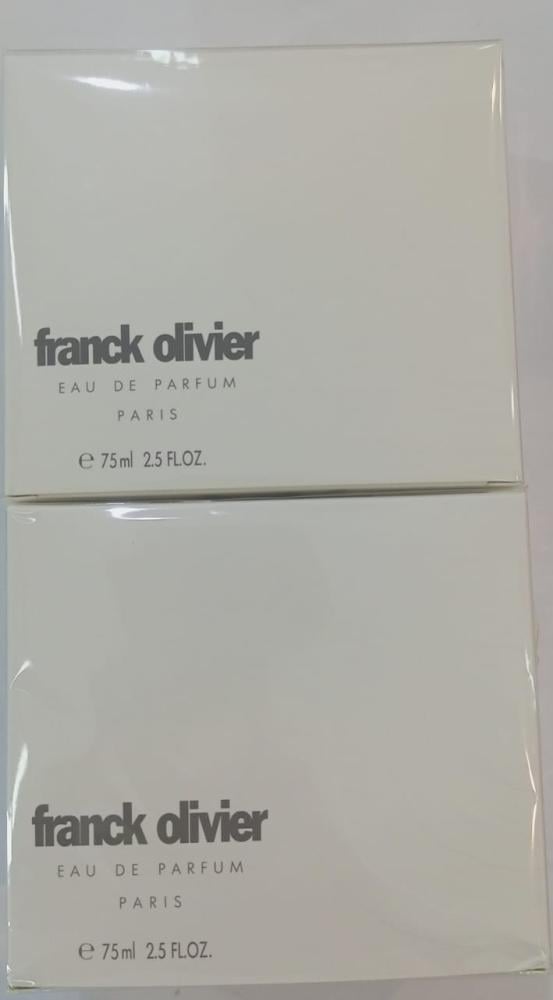 franck olivier
EAU DE PARFUM
PARIS
℮ 75ml 2.5 FL.OZ.
franck olivier
EAU DE PARFUM
PARIS
℮ 75ml 2.5 FL.OZ.